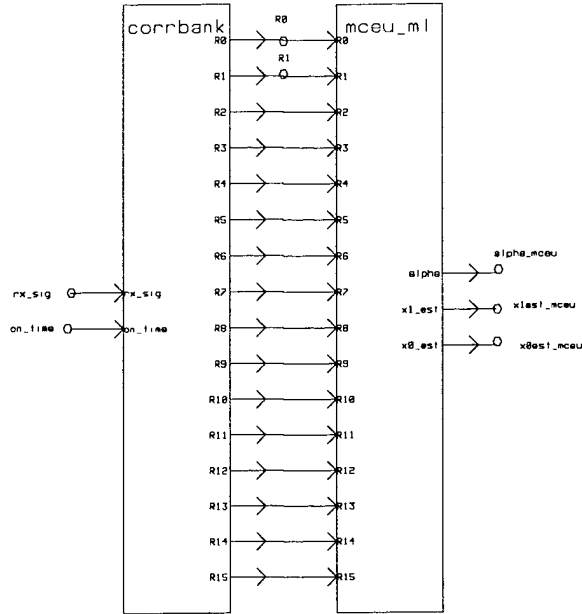 R0
corrbank mceu_ml
R0 R0
R1
R1 R1
R2 R2
R3 R3
R4 R4
R5 R5
R6 R6
alpha_mceu
alpha
rx_sig rx_sig R7 R7
x1_est x1est_mceu
on_time on_time R8 R8
x0_est x0est_mceu
R9 R9
R10 R10
R11 R11
R12 R12
R13 R13
R14 R14
R15 R15